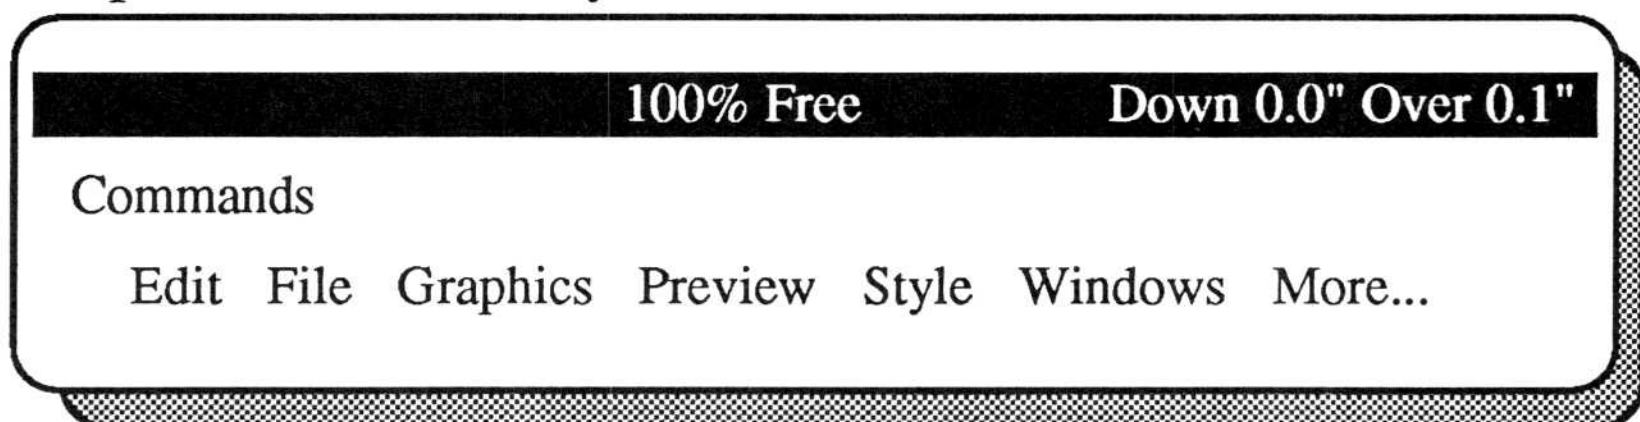 100% Free Down 0.0" Over 0.1"
Commands
Edit File Graphics Preview Style Windows More...